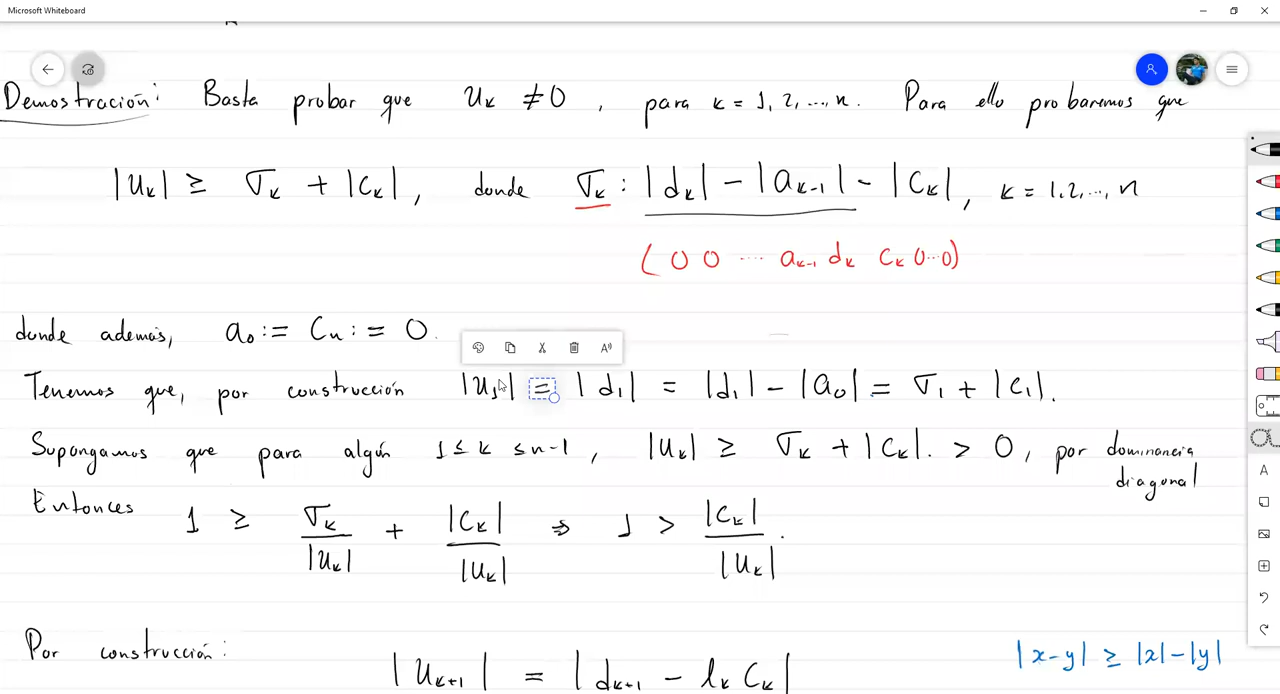 Microsoft Whiteboard
Demostración: Basta probar que u_k ≠ 0, para k = 1, 2, ..., n. Para ello probaremos que
|u_k| ≥ σ_k + |c_k|, donde σ_k : |d_k| - |a_{k-1}| - |c_k|, k = 1, 2, ..., n
(0 0 ... a_{k-1} d_k c_k 0...0)
donde además, a_0 := c_n := 0.
Tenemos que, por construcción |u_1| = |d_1| = |d_1| - |a_0| = σ_1 + |c_1|.
Supongamos que para algún 1 ≤ k ≤ n-1, |u_k| ≥ σ_k + |c_k|. > 0, por dominancia diagonal
Entonces 1 ≥ σ_k/|u_k| + |c_k|/|u_k| ⇒ 1 > |c_k|/|u_k|.
Por construcción:
|u_{k+1}| = |d_{k+1} - l_k c_k|
|x-y| ≥ |x|-|y|